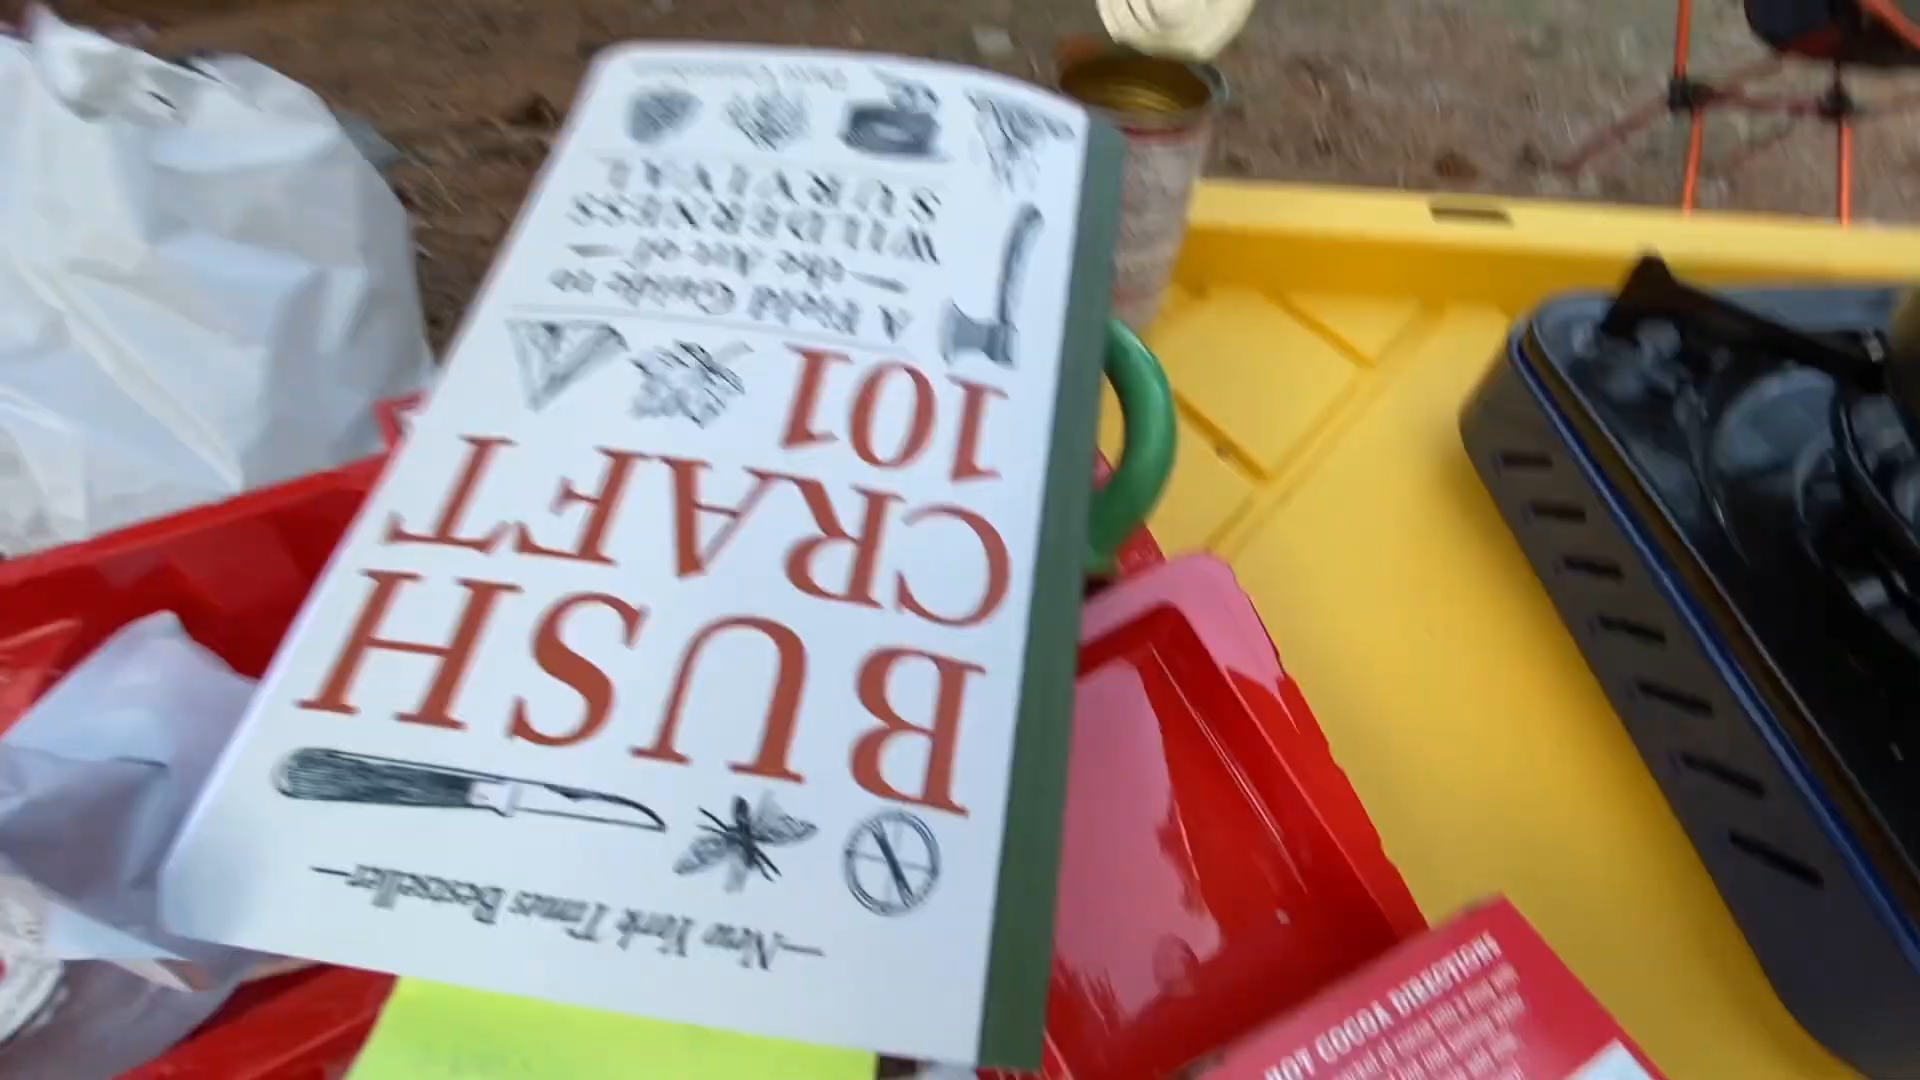 —New York Times Bestseller—
BUSH
CRAFT
101
A Field Guide to
— the Art of —
WILDERNESS
SURVIVAL
HOT COCOA DIRECTIONS